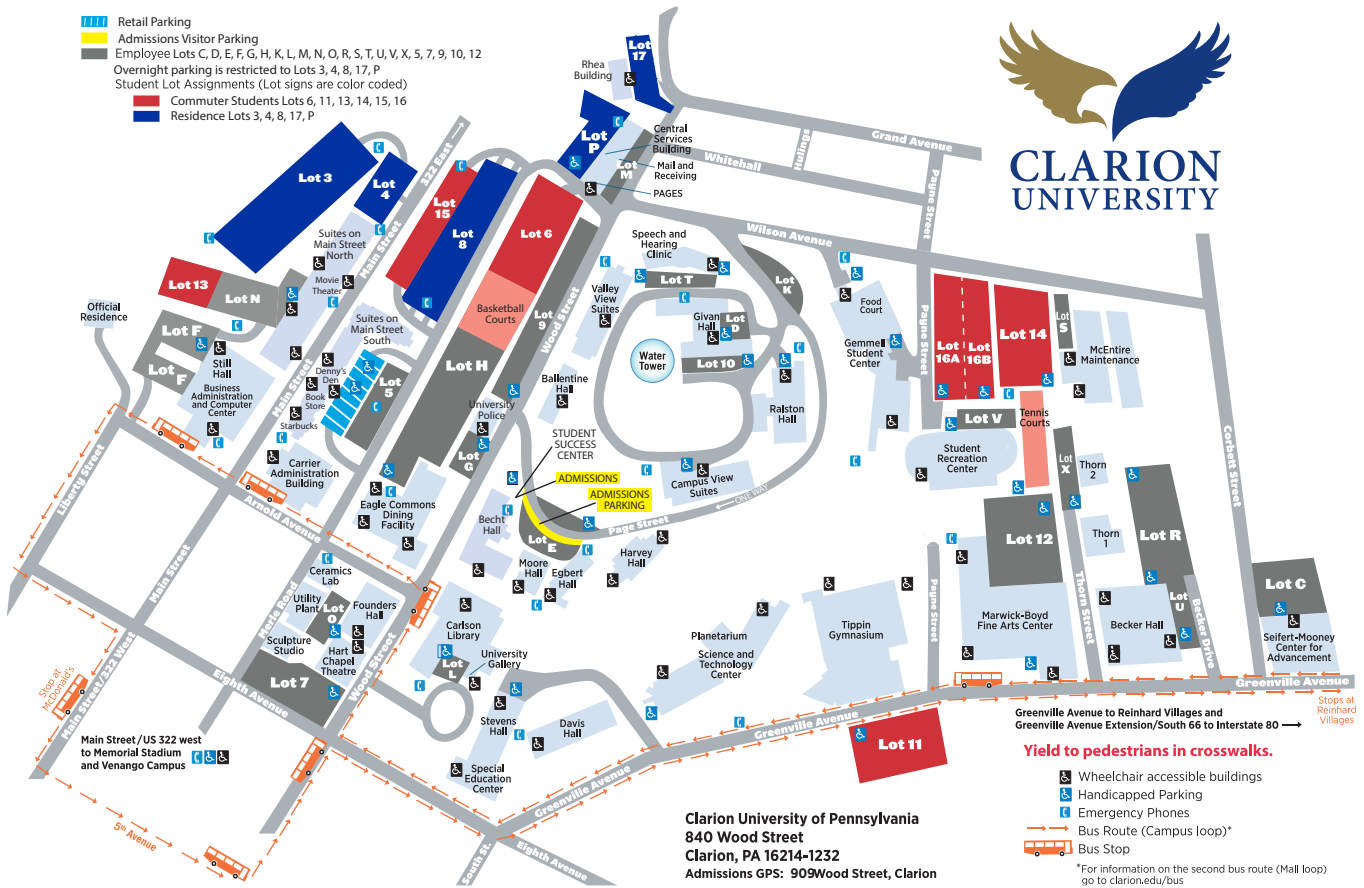 Retail Parking
Admissions Visitor Parking
Employee Lots C, D, E, F, G, H, K, L, M, N, O, R, S, T, U, V, X, 5, 7, 9, 10, 12
Overnight parking is restricted to Lots 3, 4, 8, 17, P
Student Lot Assignments (Lot signs are color coded)
Commuter Students Lots 6, 11, 13, 14, 15, 16
Residence Lots 3, 4, 8, 17, P
CLARION
UNIVERSITY
Lot
17
Rhea
Building
Lot
P
Central
Services
Building
Mail and
Receiving
Lot
M
PAGES
Grand Avenue
Whitehall
Hulings
Payne Street
Wilson Avenue
322 East
Lot 3
Lot
4
Lot
15
Lot
8
Lot 6
Suites on
Main Street
North
Main Street
Movie
Theater
Lot 13
Lot N
Official
Residence
Lot F
Lot
F
Still
Hall
Business
Administration
and Computer
Center
Suites on
Main Street
South
Main Street
Denny's
Den
Book
Store
Starbucks
Lot
5
Basketball
Courts
Lot H
Lot
9
Wood Street
University
Police
Lot
G
Speech and
Hearing
Clinic
Lot T
Valley
View
Suites
Givan
Hall
Lot
D
Lot 10
Lot
K
Water
Tower
Ballentine
Hall
Ralston
Hall
Campus View
Suites
ONE WAY
Page Street
Food
Court
Gemmell
Student
Center
Payne Street
Lot
16A
Lot
16B
Lot 14
Lot
S
McEntire
Maintenance
Lot V
Tennis
Courts
Student
Recreation
Center
Lot
X
Thorn
2
Thorn
1
Lot R
Corbett Street
STUDENT
SUCCESS
CENTER
ADMISSIONS
ADMISSIONS
PARKING
Lot
E
Becht
Hall
Moore
Hall
Egbert
Hall
Harvey
Hall
Carrier
Administration
Building
Eagle Commons
Dining
Facility
Liberty Street
Arnold Avenue
Main Street
Ceramics
Lab
Utility
Plant
Lot
O
Founders
Hall
Merle Road
Sculpture
Studio
Hart
Chapel
Theatre
Wood Street
Lot 7
Eighth Avenue
Carlson
Library
University
Gallery
Lot
L
Stevens
Hall
Davis
Hall
Special
Education
Center
Planetarium
Science and
Technology
Center
Tippin
Gymnasium
Payne Street
Lot 12
Marwick-Boyd
Fine Arts Center
Thorn Street
Becker Hall
Lot
U
Becker Drive
Lot C
Seifert-Mooney
Center for
Advancement
Greenville Avenue
Greenville Avenue
Greenville Avenue
Lot 11
Stops at
Reinhard
Villages
Stop at
McDonald's
Main Street/322 West
Main Street/US 322 west
to Memorial Stadium
and Venango Campus
5th Avenue
South St.
Eighth Avenue
Greenville Avenue to Reinhard Villages and
Greenville Avenue Extension/South 66 to Interstate 80
Yield to pedestrians in crosswalks.
Wheelchair accessible buildings
Handicapped Parking
Emergency Phones
Bus Route (Campus loop)*
Bus Stop
*For information on the second bus route (Mall loop)
go to clarion.edu/bus
Clarion University of Pennsylvania
840 Wood Street
Clarion, PA 16214-1232
Admissions GPS: 909Wood Street, Clarion